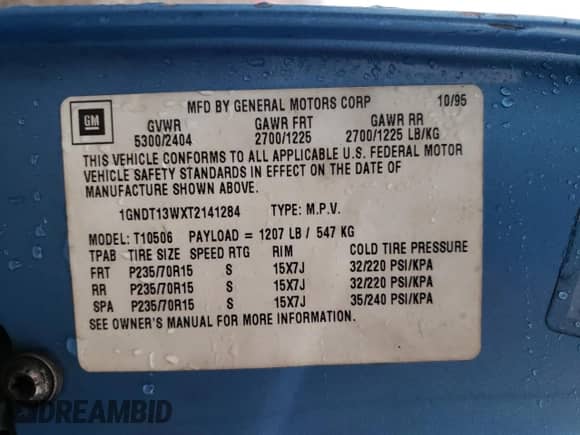 MFD BY GENERAL MOTORS CORP 10/95
GM
GVWR GAWR FRT GAWR RR
5300/2404 2700/1225 2700/1225 LB/KG
THIS VEHICLE CONFORMS TO ALL APPLICABLE U.S. FEDERAL MOTOR
VEHICLE SAFETY STANDARDS IN EFFECT ON THE DATE OF
MANUFACTURE SHOWN ABOVE.
1GNDT13WXT2141284 TYPE: M.P.V.
MODEL: T10506 PAYLOAD = 1207 LB / 547 KG
TPAB TIRE SIZE SPEED RTG RIM COLD TIRE PRESSURE
FRT P235/70R15 S 15X7J 32/220 PSI/KPA
RR P235/70R15 S 15X7J 32/220 PSI/KPA
SPA P235/70R15 S 15X7J 35/240 PSI/KPA
SEE OWNER'S MANUAL FOR MORE INFORMATION.
DREAMBID